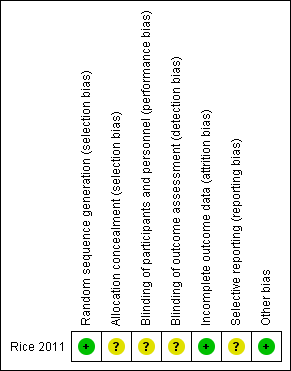 Random sequence generation (selection bias)
Allocation concealment (selection bias)
Blinding of participants and personnel (performance bias)
Blinding of outcome assessment (detection bias)
Incomplete outcome data (attrition bias)
Selective reporting (reporting bias)
Other bias
Rice 2011 + ? ? ? + ? +